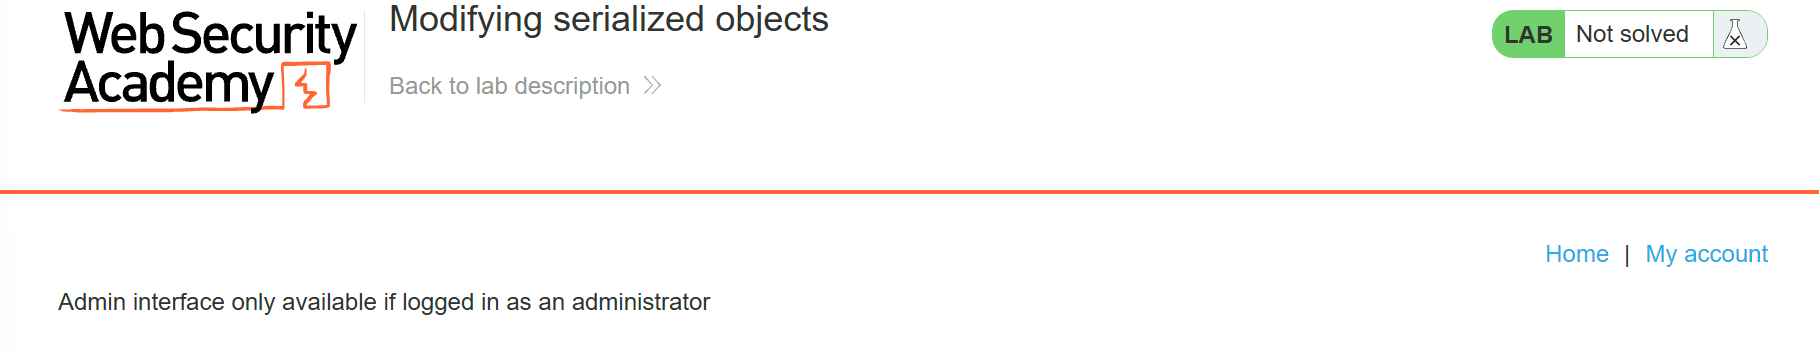 Web Security
Academy
Modifying serialized objects
Back to lab description
LAB Not solved
Home | My account
Admin interface only available if logged in as an administrator